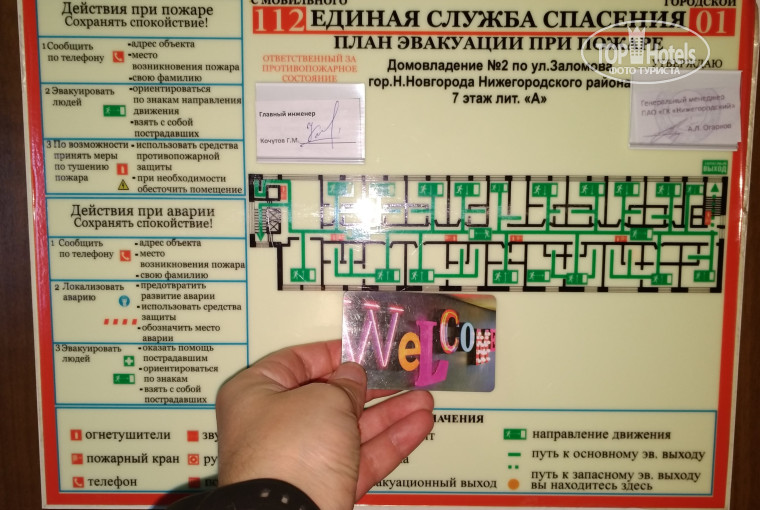 Действия при пожаре
Сохранять спокойствие!
1 Сообщить по телефону
-адрес объекта
-место возникновения пожара
-свою фамилию
2 Эвакуировать людей
-ориентироваться по знакам направления движения
-взять с собой пострадавших
3 По возможности принять меры по тушению пожара
- использовать средства противопожарной защиты
- при необходимости обесточить помещение
Действия при аварии
Сохранять спокойствие!
1 Сообщить по телефону
- адрес объекта
- место возникновения пожара
- свою фамилию
2 Локализовать аварию
-предотвратить развитие аварии
-использовать средства защиты
- обозначить место аварии
3 Эвакуировать людей
- оказать помощь пострадавшим
-ориентироваться по знакам
-взять с собой пострадавших
С МОБИЛЬНОГО
ГОРОДСКОЙ
112 ЕДИНАЯ СЛУЖБА СПАСЕНИЯ 01
ПЛАН ЭВАКУАЦИИ ПРИ ПОЖАРЕ
ОТВЕТСТВЕННЫЙ ЗА
ПРОТИВОПОЖАРНОЕ
СОСТОЯНИЕ
Домовладение №2 по ул.Заломова
гор.Н.Новгорода Нижегородского района
7 этаж лит. «А»
УТВЕРЖДАЮ
Главный инженер
Кочутов Г.М.
Генеральный менеджер
ПАО «ГК «Нижегородский»
А.Л.
TOP Hotels
ФОТО ТУРИСТА
ВЫХОД
WeLCOME
огнетушители
пожарный кран
телефон
направление движения
путь к основному эв. выходу
путь к запасному эв. выходу
вы находитесь здесь